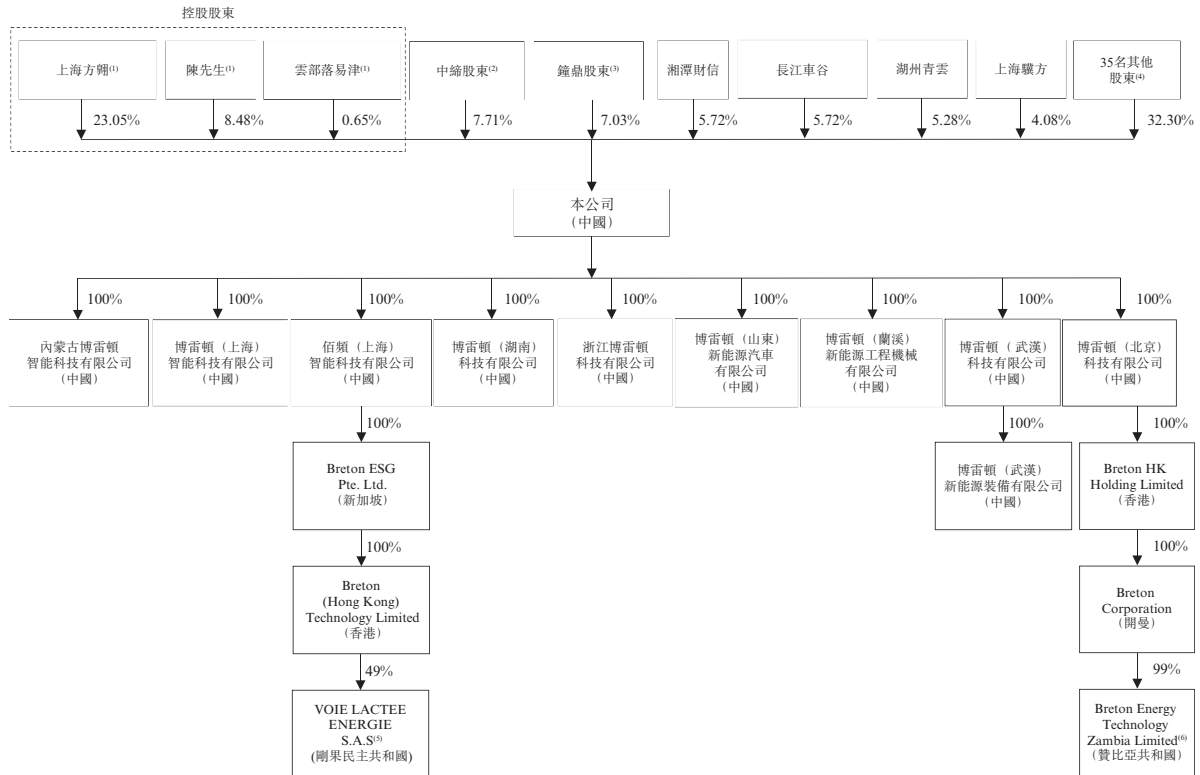 控股股東
上海方翺⁽¹⁾
陳先生⁽¹⁾
雲部落易津⁽¹⁾
中締股東⁽²⁾
鐘鼎股東⁽³⁾
湘潭財信
長江車谷
湖州青雲
上海驥方
35名其他
股東⁽⁴⁾
23.05%
8.48%
0.65%
7.71%
7.03%
5.72%
5.72%
5.28%
4.08%
32.30%
本公司
(中國)
100%
100%
100%
100%
100%
100%
100%
100%
100%
內蒙古博雷頓
智能科技有限公司
(中國)
博雷頓(上海)
智能科技有限公司
(中國)
佰頻(上海)
智能科技有限公司
(中國)
博雷頓(湖南)
科技有限公司
(中國)
浙江博雷頓
科技有限公司
(中國)
博雷頓(山東)
新能源汽車
有限公司
(中國)
博雷頓(蘭溪)
新能源工程機械
有限公司
(中國)
博雷頓(武漢)
科技有限公司
(中國)
博雷頓(北京)
科技有限公司
(中國)
100%
100%
100%
Breton ESG
Pte. Ltd.
(新加坡)
博雷頓(武漢)
新能源裝備有限公司
(中國)
Breton HK
Holding Limited
(香港)
100%
100%
Breton
(Hong Kong)
Technology Limited
(香港)
Breton
Corporation
(開曼)
49%
99%
VOIE LACTEE
ENERGIE
S.A.S⁽⁵⁾
(剛果民主共和國)
Breton Energy
Technology
Zambia Limited⁽⁶⁾
(贊比亞共和國)